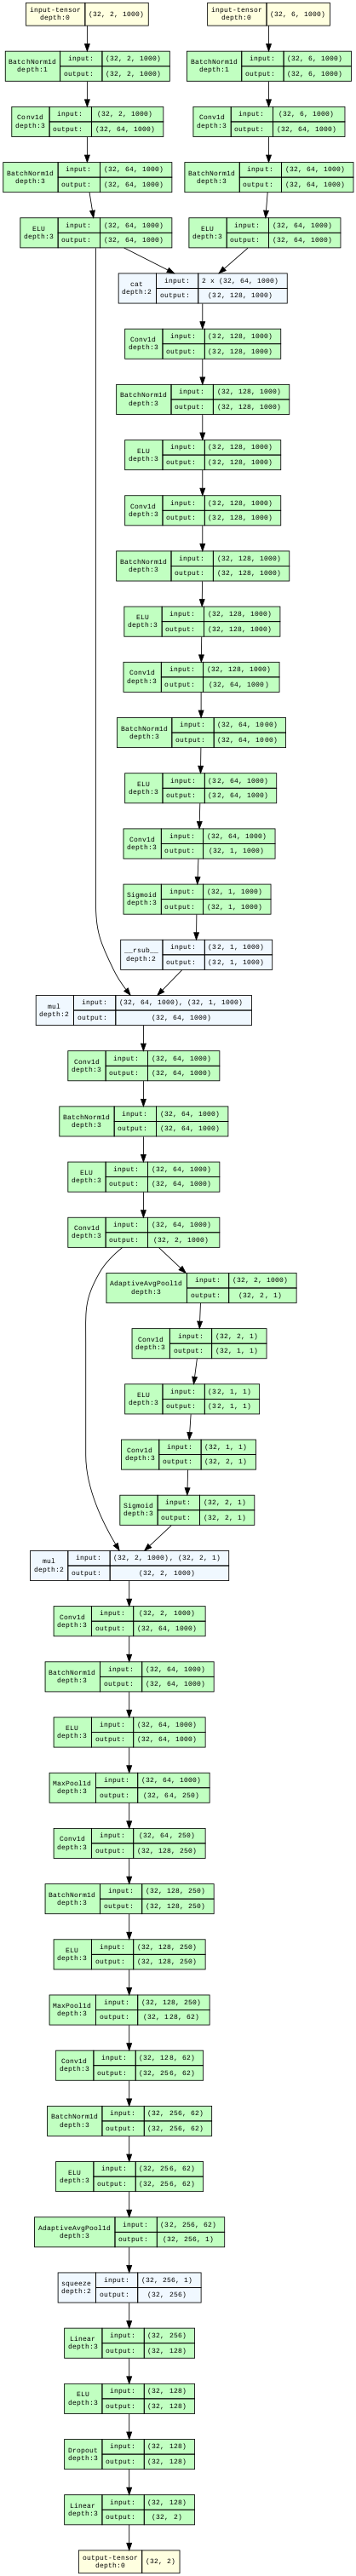 input-tensor
depth:0
(32, 2, 1000)
input-tensor
depth:0
(32, 6, 1000)
BatchNorm1d
depth:1
input:
(32, 2, 1000)
output:
(32, 2, 1000)
BatchNorm1d
depth:1
input:
(32, 6, 1000)
output:
(32, 6, 1000)
Conv1d
depth:3
input:
(32, 2, 1000)
output:
(32, 64, 1000)
Conv1d
depth:3
input:
(32, 6, 1000)
output:
(32, 64, 1000)
BatchNorm1d
depth:3
input:
(32, 64, 1000)
output:
(32, 64, 1000)
BatchNorm1d
depth:3
input:
(32, 64, 1000)
output:
(32, 64, 1000)
ELU
depth:3
input:
(32, 64, 1000)
output:
(32, 64, 1000)
ELU
depth:3
input:
(32, 64, 1000)
output:
(32, 64, 1000)
cat
depth:2
input:
2 x (32, 64, 1000)
output:
(32, 128, 1000)
Conv1d
depth:3
input:
(32, 128, 1000)
output:
(32, 128, 1000)
BatchNorm1d
depth:3
input:
(32, 128, 1000)
output:
(32, 128, 1000)
ELU
depth:3
input:
(32, 128, 1000)
output:
(32, 128, 1000)
Conv1d
depth:3
input:
(32, 128, 1000)
output:
(32, 128, 1000)
BatchNorm1d
depth:3
input:
(32, 128, 1000)
output:
(32, 128, 1000)
ELU
depth:3
input:
(32, 128, 1000)
output:
(32, 128, 1000)
Conv1d
depth:3
input:
(32, 128, 1000)
output:
(32, 64, 1000)
BatchNorm1d
depth:3
input:
(32, 64, 1000)
output:
(32, 64, 1000)
ELU
depth:3
input:
(32, 64, 1000)
output:
(32, 64, 1000)
Conv1d
depth:3
input:
(32, 64, 1000)
output:
(32, 1, 1000)
Sigmoid
depth:3
input:
(32, 1, 1000)
output:
(32, 1, 1000)
__rsub__
depth:2
input:
(32, 1, 1000)
output:
(32, 1, 1000)
mul
depth:2
input:
(32, 64, 1000), (32, 1, 1000)
output:
(32, 64, 1000)
Conv1d
depth:3
input:
(32, 64, 1000)
output:
(32, 64, 1000)
BatchNorm1d
depth:3
input:
(32, 64, 1000)
output:
(32, 64, 1000)
ELU
depth:3
input:
(32, 64, 1000)
output:
(32, 64, 1000)
Conv1d
depth:3
input:
(32, 64, 1000)
output:
(32, 2, 1000)
AdaptiveAvgPool1d
depth:3
input:
(32, 2, 1000)
output:
(32, 2, 1)
Conv1d
depth:3
input:
(32, 2, 1)
output:
(32, 1, 1)
ELU
depth:3
input:
(32, 1, 1)
output:
(32, 1, 1)
Conv1d
depth:3
input:
(32, 1, 1)
output:
(32, 2, 1)
Sigmoid
depth:3
input:
(32, 2, 1)
output:
(32, 2, 1)
mul
depth:2
input:
(32, 2, 1000), (32, 2, 1)
output:
(32, 2, 1000)
Conv1d
depth:3
input:
(32, 2, 1000)
output:
(32, 64, 1000)
BatchNorm1d
depth:3
input:
(32, 64, 1000)
output:
(32, 64, 1000)
ELU
depth:3
input:
(32, 64, 1000)
output:
(32, 64, 1000)
MaxPool1d
depth:3
input:
(32, 64, 1000)
output:
(32, 64, 250)
Conv1d
depth:3
input:
(32, 64, 250)
output:
(32, 128, 250)
BatchNorm1d
depth:3
input:
(32, 128, 250)
output:
(32, 128, 250)
ELU
depth:3
input:
(32, 128, 250)
output:
(32, 128, 250)
MaxPool1d
depth:3
input:
(32, 128, 250)
output:
(32, 128, 62)
Conv1d
depth:3
input:
(32, 128, 62)
output:
(32, 256, 62)
BatchNorm1d
depth:3
input:
(32, 256, 62)
output:
(32, 256, 62)
ELU
depth:3
input:
(32, 256, 62)
output:
(32, 256, 62)
AdaptiveAvgPool1d
depth:3
input:
(32, 256, 62)
output:
(32, 256, 1)
squeeze
depth:2
input:
(32, 256, 1)
output:
(32, 256)
Linear
depth:3
input:
(32, 256)
output:
(32, 128)
ELU
depth:3
input:
(32, 128)
output:
(32, 128)
Dropout
depth:3
input:
(32, 128)
output:
(32, 128)
Linear
depth:3
input:
(32, 128)
output:
(32, 2)
output-tensor
depth:0
(32, 2)